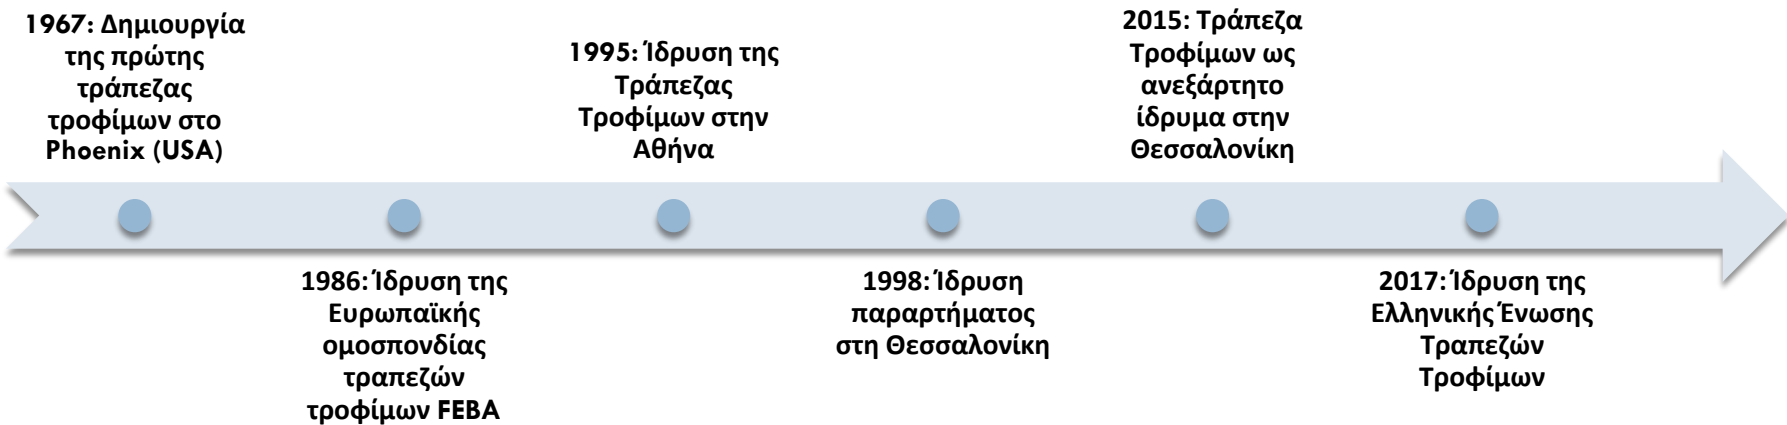 1967: Δημιουργία
της πρώτης
τράπεζας
τροφίμων στο
Phoenix (USA)
1986: Ίδρυση της
Ευρωπαϊκής
ομοσπονδίας
τραπεζών
τροφίμων FEBA
1995: Ίδρυση της
Τράπεζας
Τροφίμων στην
Αθήνα
1998: Ίδρυση
παραρτήματος
στη Θεσσαλονίκη
2015: Τράπεζα
Τροφίμων ως
ανεξάρτητο
ίδρυμα στην
Θεσσαλονίκη
2017: Ίδρυση της
Ελληνικής Ένωσης
Τραπεζών
Τροφίμων